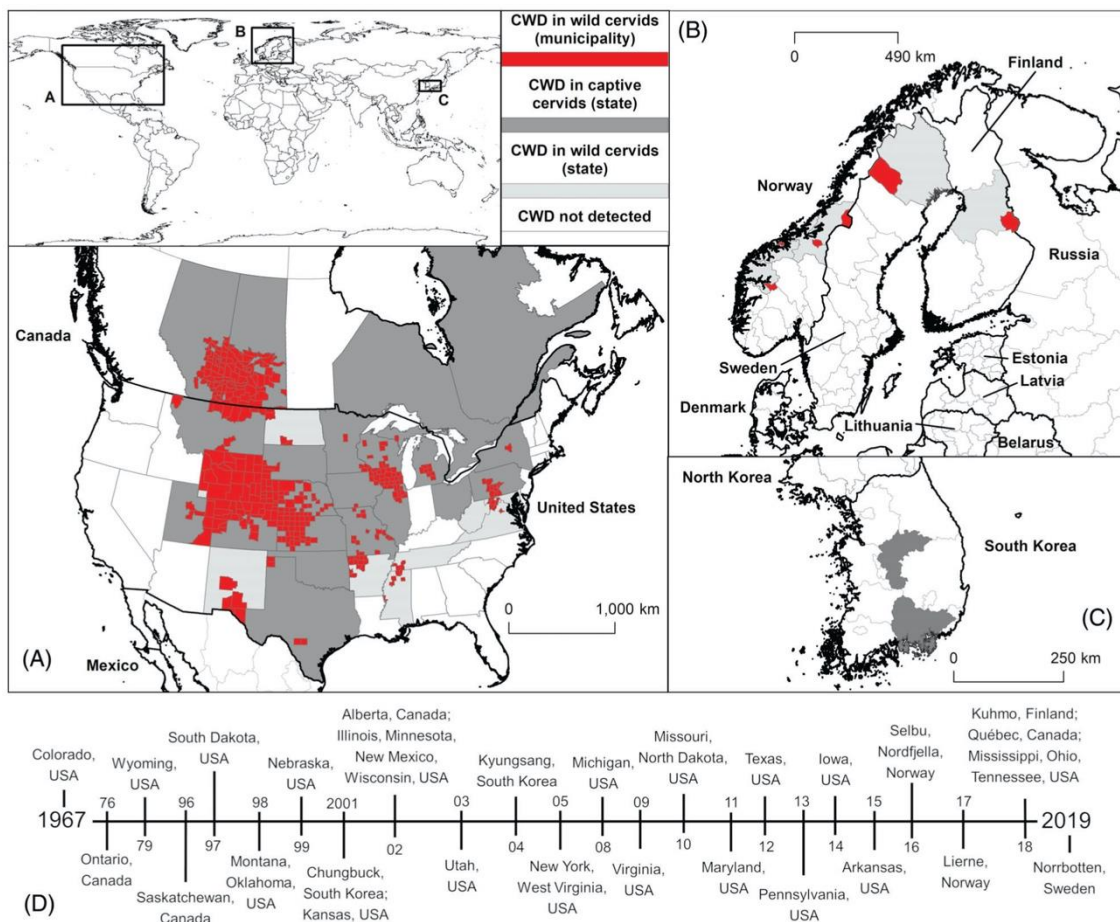 A
B
C
CWD in wild cervids
(municipality)
CWD in captive
cervids (state)
CWD in wild cervids
(state)
CWD not detected
(B)
0 490 km
Finland
Norway
Russia
Sweden
Estonia
Latvia
Denmark
Lithuania
Belarus
Canada
United States
0 1,000 km
(A)
Mexico
North Korea
South Korea
(C)
0 250 km
Colorado,
USA
Wyoming,
USA
South Dakota,
USA
Nebraska,
USA
Alberta, Canada;
Illinois, Minnesota,
New Mexico,
Wisconsin, USA
Kyungsang,
South Korea
Michigan,
USA
Missouri,
North Dakota,
USA
Texas,
USA
Iowa,
USA
Selbu,
Nordfjella,
Norway
Kuhmo, Finland;
Québec, Canada;
Mississippi, Ohio,
Tennessee, USA
1967 76 79 96 97 98 99 2001 02 03 04 05 08 09 10 11 12 13 14 15 16 17 18 2019
Ontario,
Canada
Saskatchewan,
Canada
Montana,
Oklahoma,
USA
Chungbuck,
South Korea;
Kansas, USA
Utah,
USA
New York,
West Virginia,
USA
Virginia,
USA
Maryland,
USA
Pennsylvania,
USA
Arkansas,
USA
Lierne,
Norway
Norrbotten,
Sweden
(D)